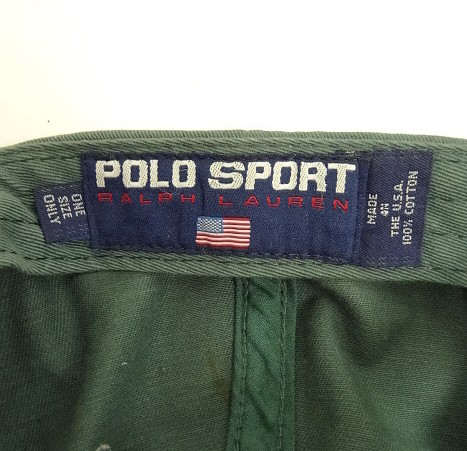 POLO SPORT
RALPH LAUREN
ONE
SIZE
ONLY
MADE
IN
THE U.S.A.
100% COTTON